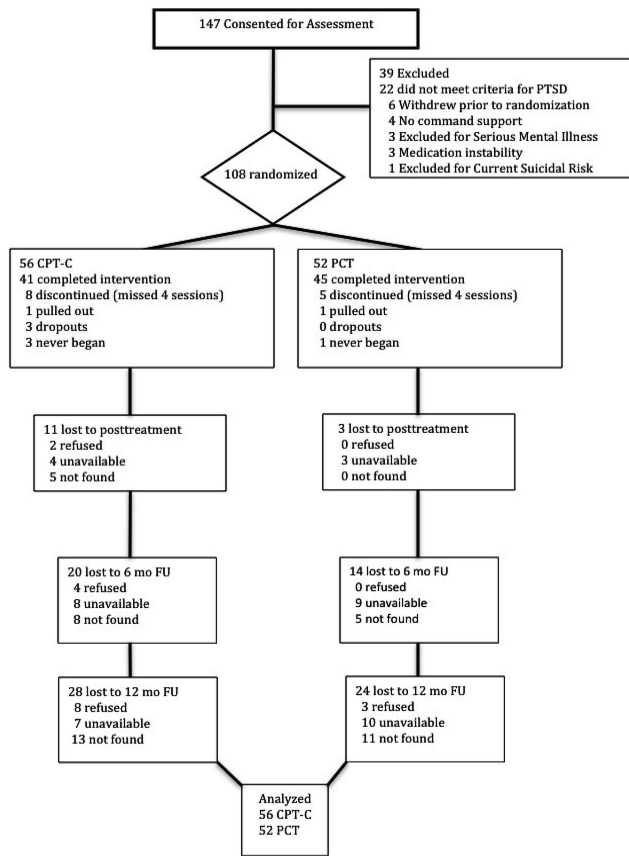 147 Consented for Assessment
39 Excluded
22 did not meet criteria for PTSD
6 Withdrew prior to randomization
4 No command support
3 Excluded for Serious Mental Illness
3 Medication instability
1 Excluded for Current Suicidal Risk
108 randomized
56 CPT-C
41 completed intervention
8 discontinued (missed 4 sessions)
1 pulled out
3 dropouts
3 never began
52 PCT
45 completed intervention
5 discontinued (missed 4 sessions)
1 pulled out
0 dropouts
1 never began
11 lost to posttreatment
2 refused
4 unavailable
5 not found
3 lost to posttreatment
0 refused
3 unavailable
0 not found
20 lost to 6 mo FU
4 refused
8 unavailable
8 not found
14 lost to 6 mo FU
0 refused
9 unavailable
5 not found
28 lost to 12 mo FU
8 refused
7 unavailable
13 not found
24 lost to 12 mo FU
3 refused
10 unavailable
11 not found
Analyzed
56 CPT-C
52 PCT